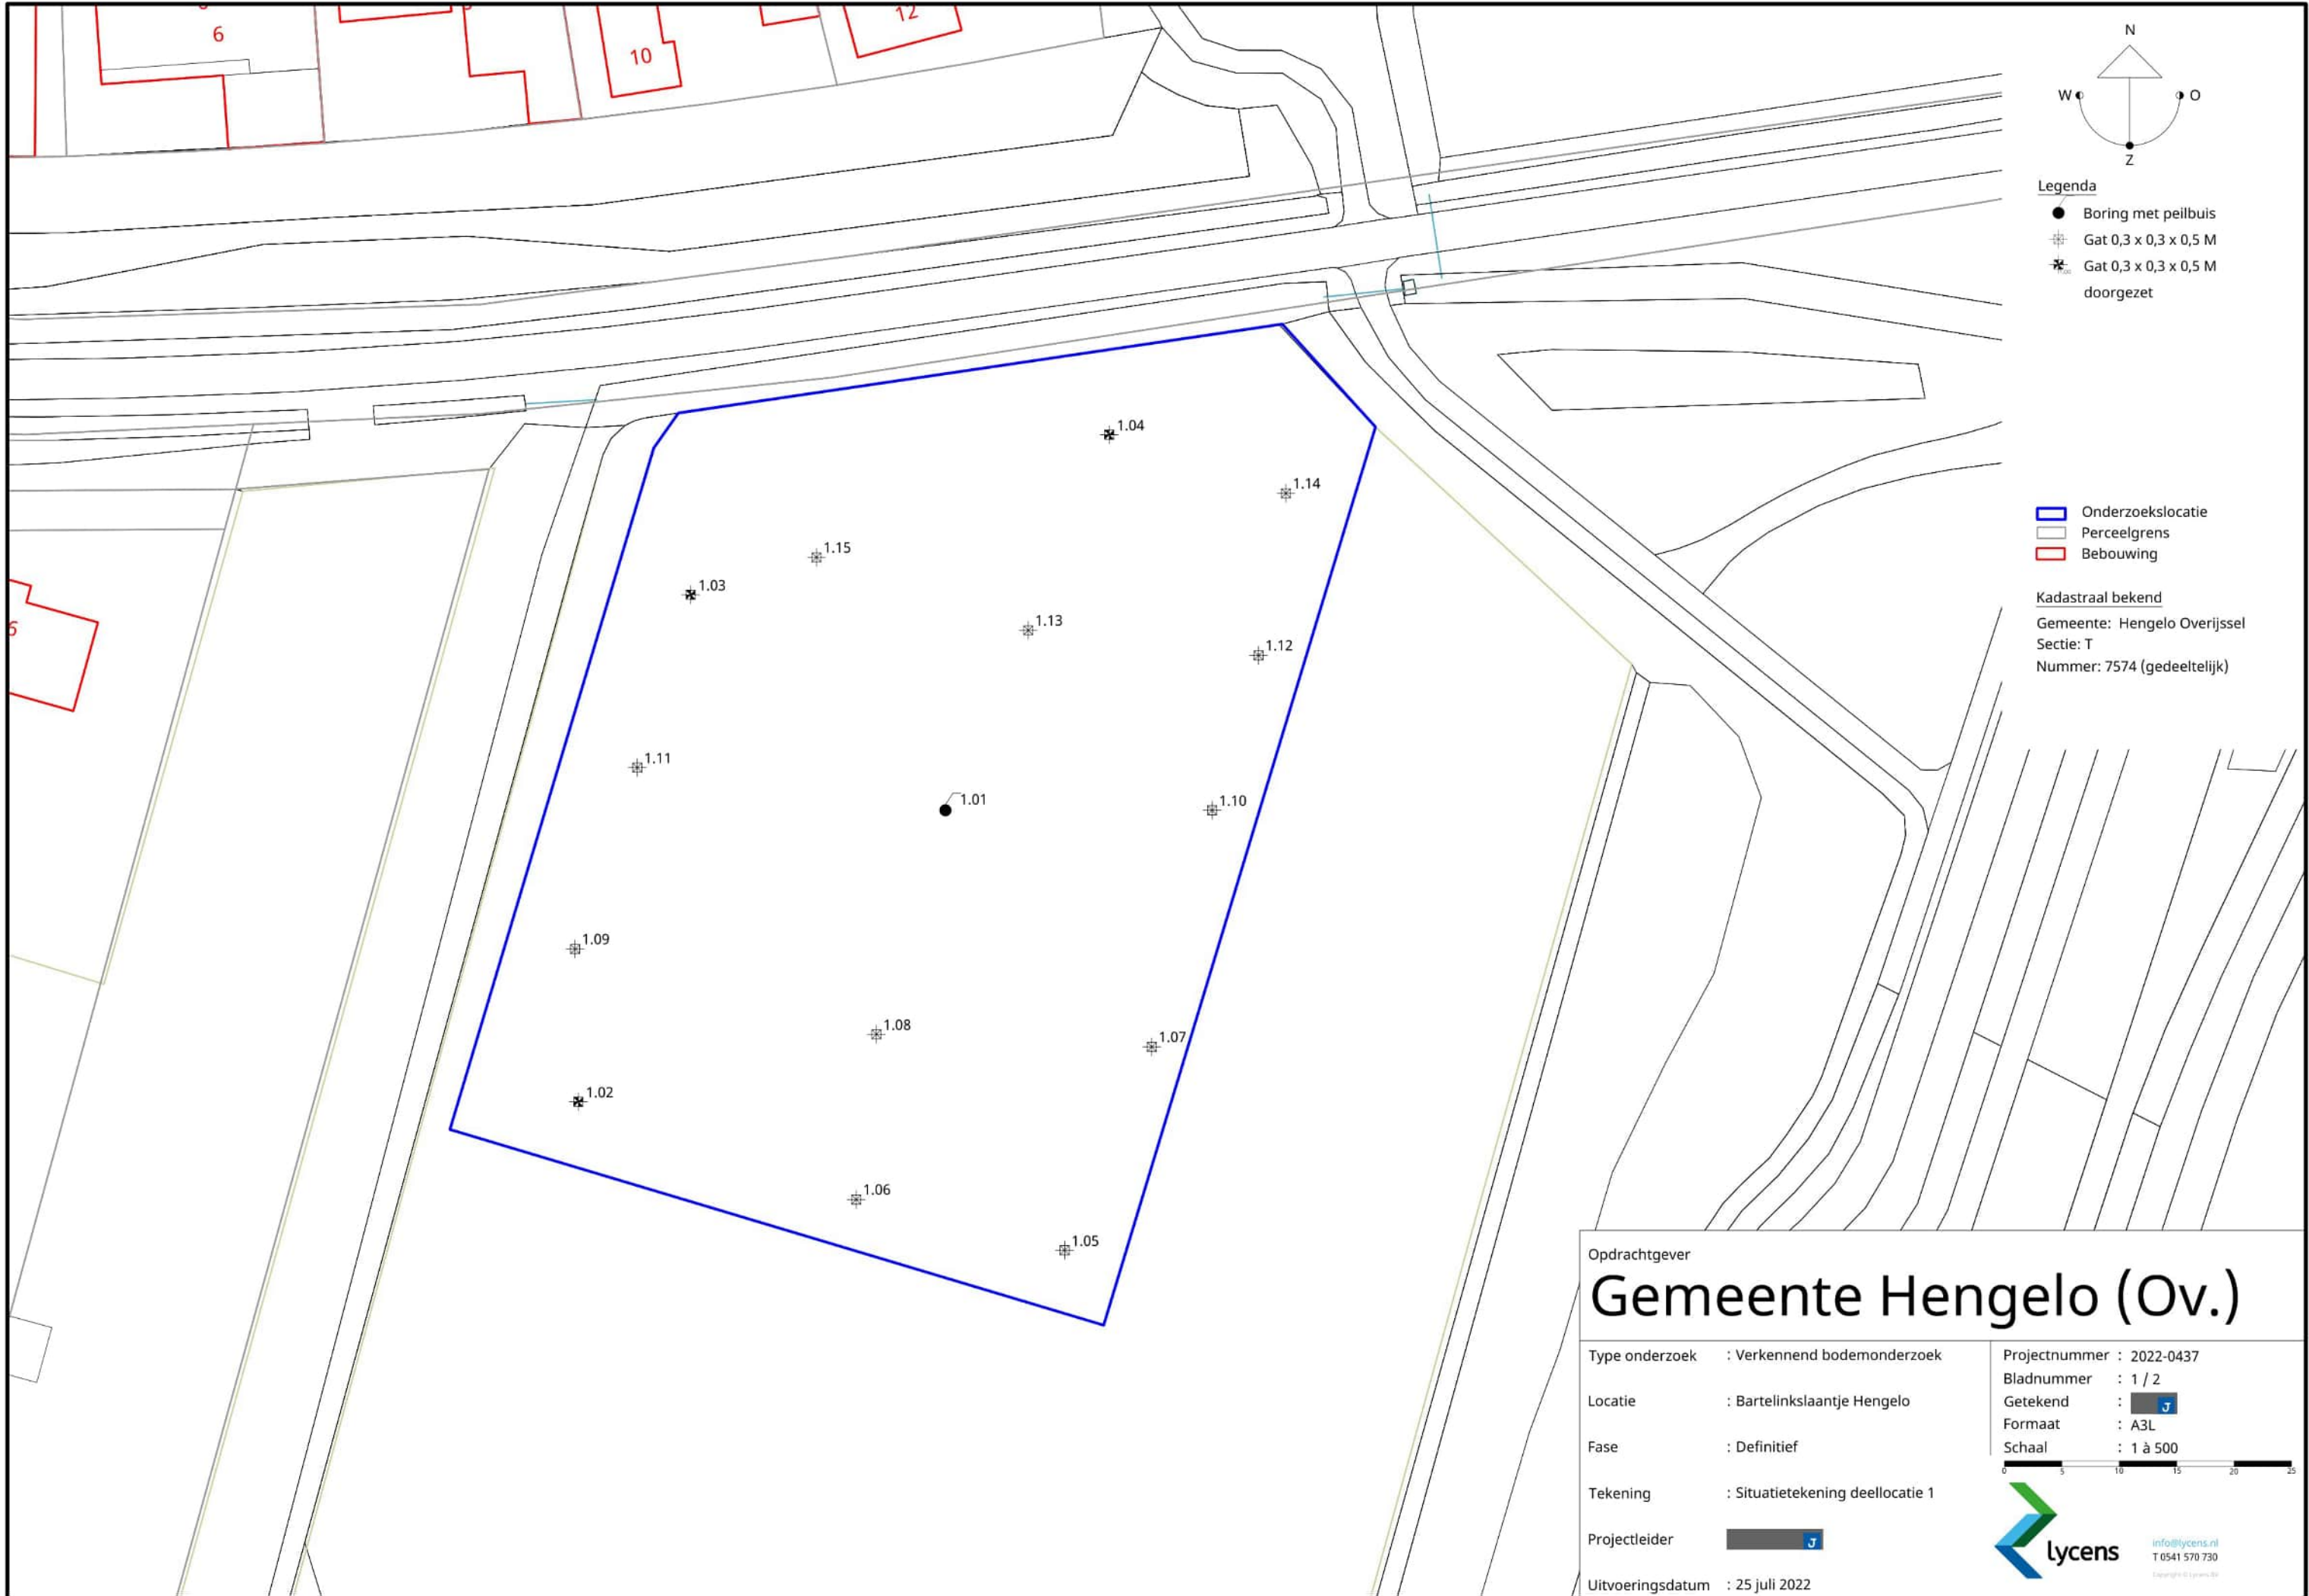 6
10
12
N
W
O
Z
Legenda
Boring met peilbuis
Gat 0,3 x 0,3 x 0,5 M
Gat 0,3 x 0,3 x 0,5 M
doorgezet
1.04
1.14
1.15
1.03
1.13
1.12
1.11
1.01
1.10
1.09
1.08
1.07
1.02
1.06
1.05
6
Onderzoekslocatie
Perceelgrens
Bebouwing
Kadastraal bekend
Gemeente: Hengelo Overijssel
Sectie: T
Nummer: 7574 (gedeeltelijk)
Opdrachtgever
Gemeente Hengelo (Ov.)
Type onderzoek : Verkennend bodemonderzoek
Locatie : Bartelinkslaantje Hengelo
Fase : Definitief
Tekening : Situatietekening deellocatie 1
Projectleider J
Uitvoeringsdatum : 25 juli 2022
Projectnummer : 2022-0437
Bladnummer : 1 / 2
Getekend : J
Formaat : A3L
Schaal : 1 à 500
0 5 10 15 20 25
lycens
info@lycens.nl
T 0541 570 730
Copyright © Lycens BV